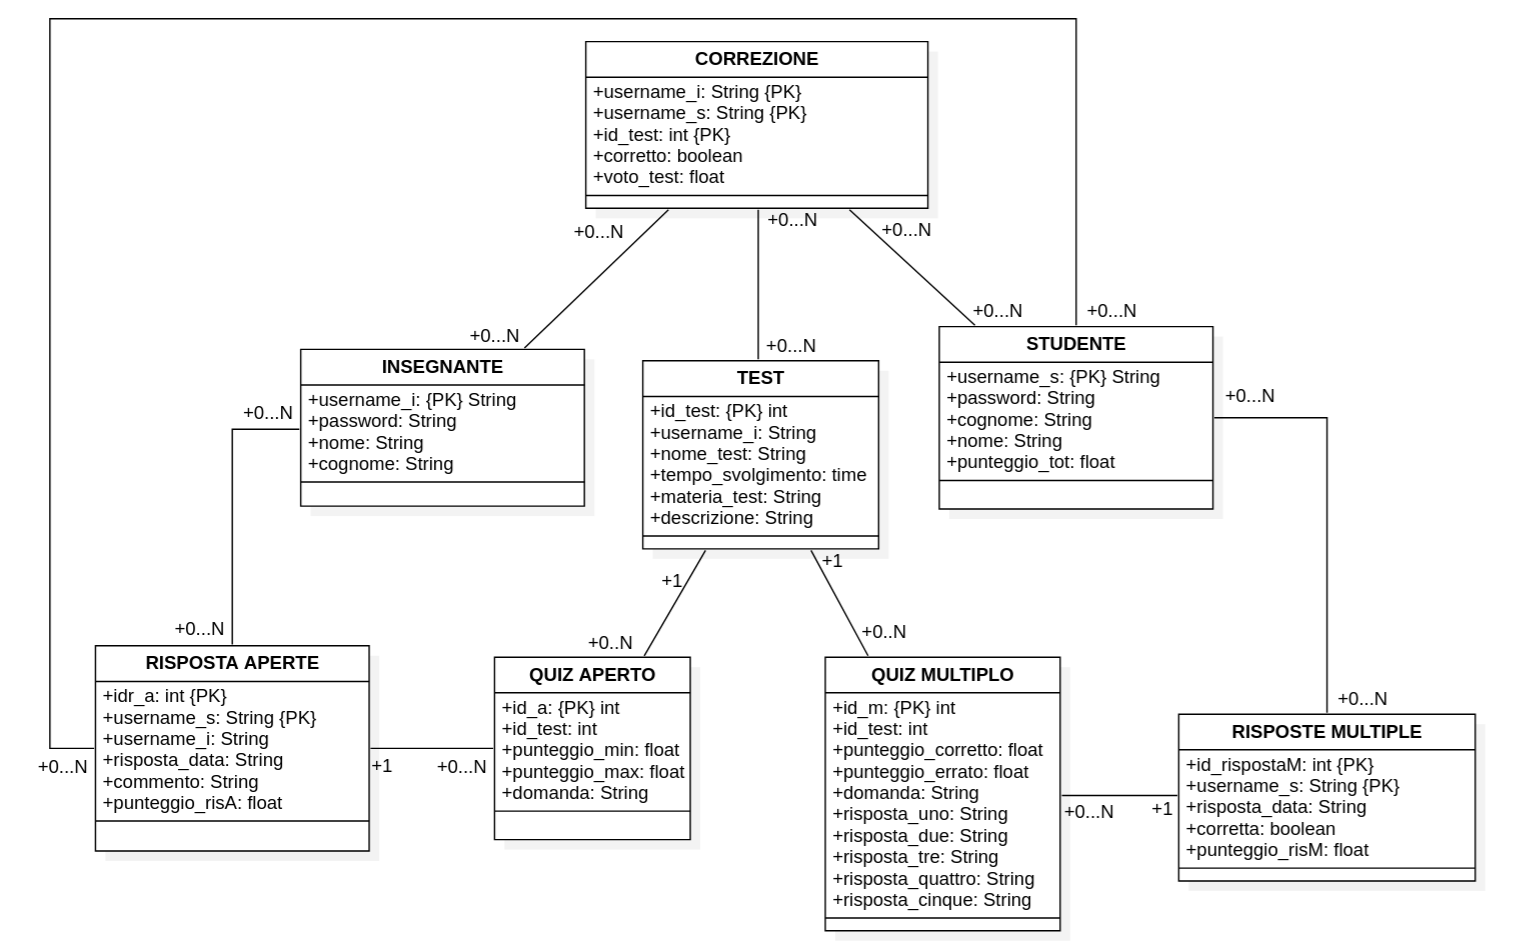 CORREZIONE
+username_i: String {PK}
+username_s: String {PK}
+id_test: int {PK}
+corretto: boolean
+voto_test: float
+0...N
+0...N
+0...N
+0...N
+0...N
+0...N
+0...N
INSEGNANTE
+username_i: {PK} String
+password: String
+nome: String
+cognome: String
+0...N
TEST
+id_test: {PK} int
+username_i: String
+nome_test: String
+tempo_svolgimento: time
+materia_test: String
+descrizione: String
STUDENTE
+username_s: {PK} String
+password: String
+cognome: String
+nome: String
+punteggio_tot: float
+0...N
+1
+1
+0...N
+0..N
+0..N
RISPOSTA APERTE
+idr_a: int {PK}
+username_s: String {PK}
+username_i: String
+risposta_data: String
+commento: String
+punteggio_risA: float
+0...N
+1
+0...N
QUIZ APERTO
+id_a: {PK} int
+id_test: int
+punteggio_min: float
+punteggio_max: float
+domanda: String
QUIZ MULTIPLO
+id_m: {PK} int
+id_test: int
+punteggio_corretto: float
+punteggio_errato: float
+domanda: String
+risposta_uno: String
+risposta_due: String
+risposta_tre: String
+risposta_quattro: String
+risposta_cinque: String
+0...N
+1
+0...N
RISPOSTE MULTIPLE
+id_rispostaM: int {PK}
+username_s: String {PK}
+risposta_data: String
+corretta: boolean
+punteggio_risM: float